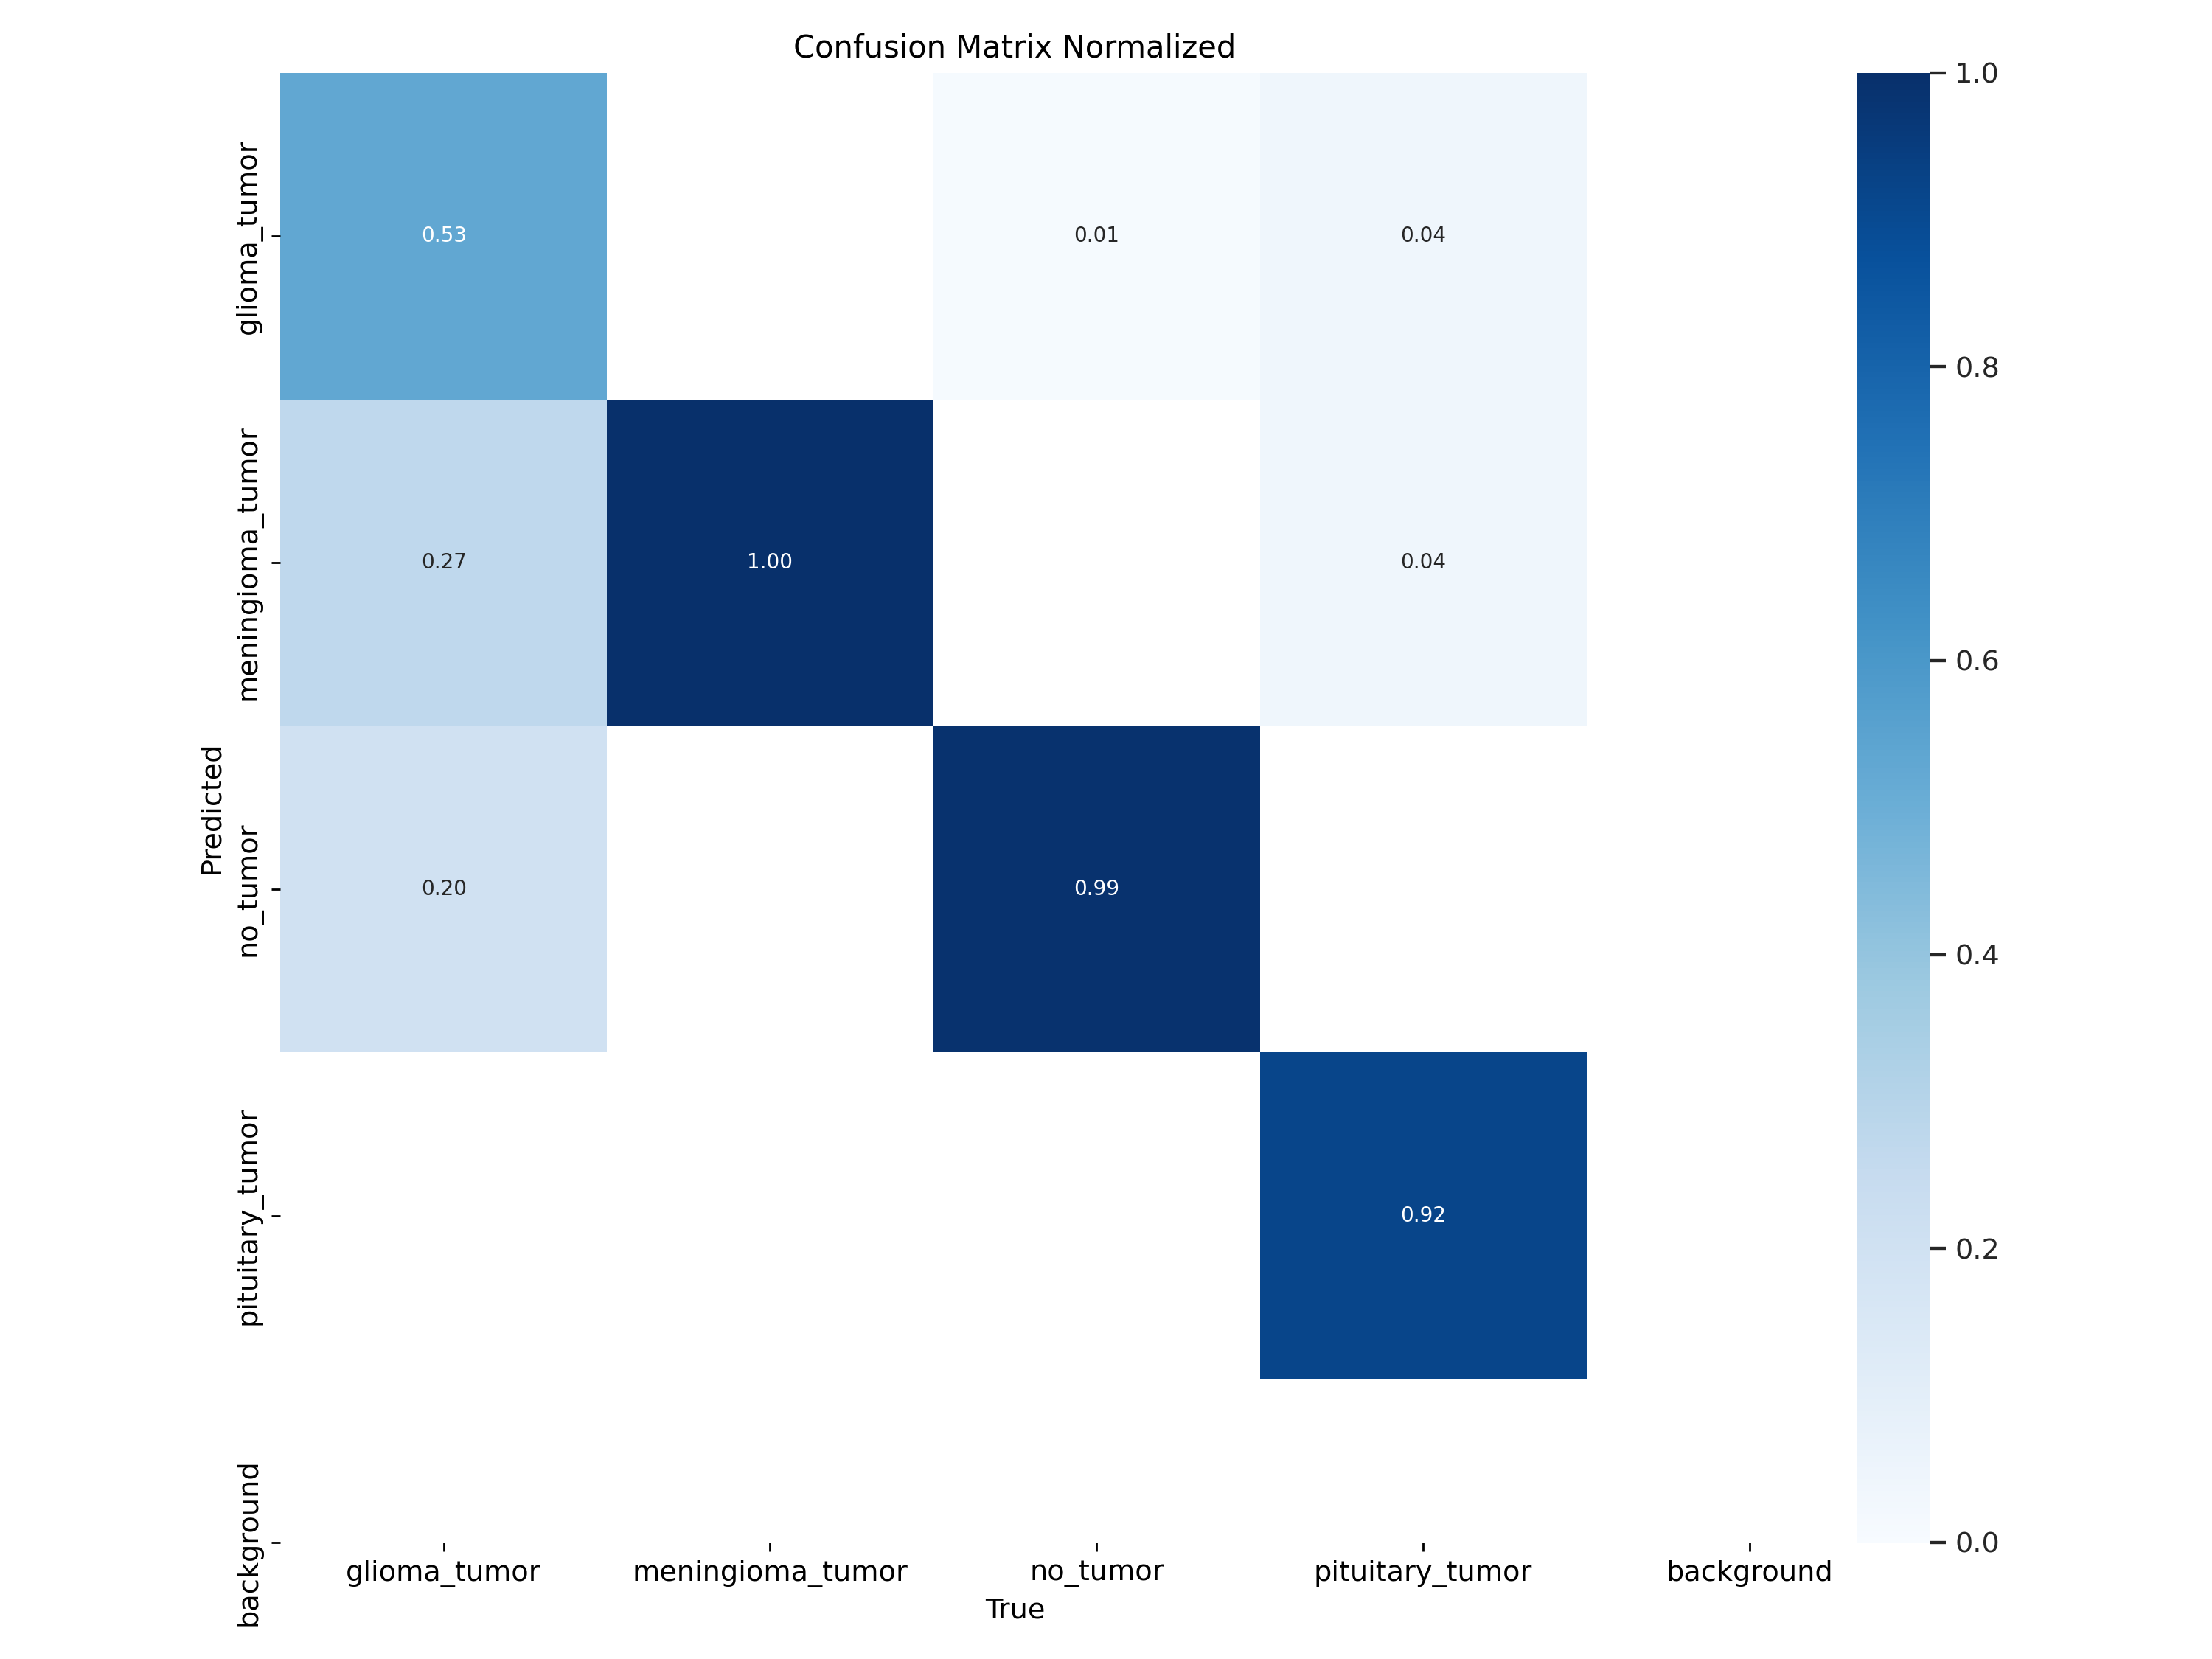 Confusion Matrix Normalized
glioma_tumor
0.53
0.01
0.04
meningioma_tumor
0.27
1.00
0.04
Predicted
no_tumor
0.20
0.99
pituitary_tumor
0.92
background
glioma_tumor
meningioma_tumor
no_tumor
pituitary_tumor
background
True
1.0
0.8
0.6
0.4
0.2
0.0